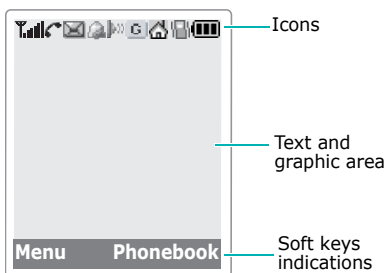 G
Icons
Text and
graphic area
Menu Phonebook
Soft keys
indications